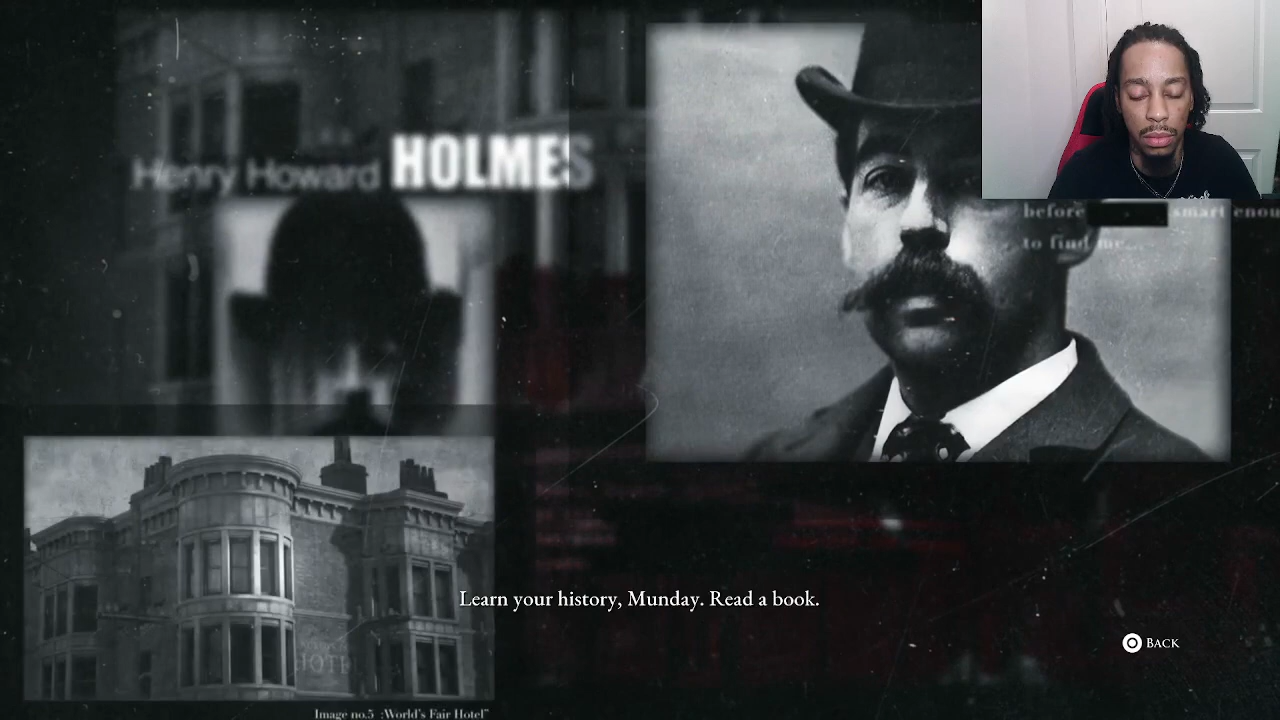 Henry Howard HOLMES
before smart enou
to find me...
HOTE
Learn your history, Munday. Read a book.
BACK
Image no.5 :World's Fair Hotel"